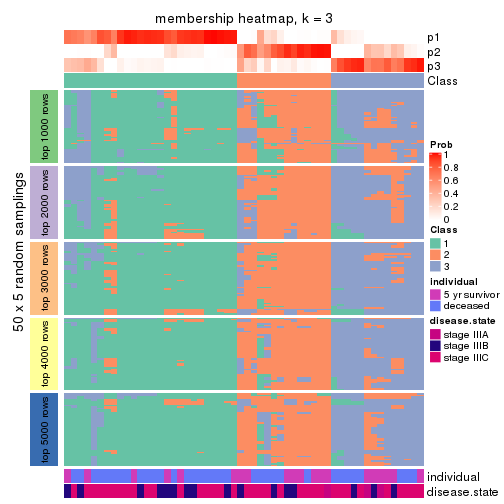 membership heatmap, k = 3
p1
p2
p3
Class
50 x 5 random samplings
top 1000 rows
top 2000 rows
top 3000 rows
top 4000 rows
top 5000 rows
Prob
0.8
0.6
0.4
0.2
0
Class
1
2
3
individual
5 yr survivor
deceased
disease.state
stage IIIA
stage IIIB
stage IIIC
individual
disease.state